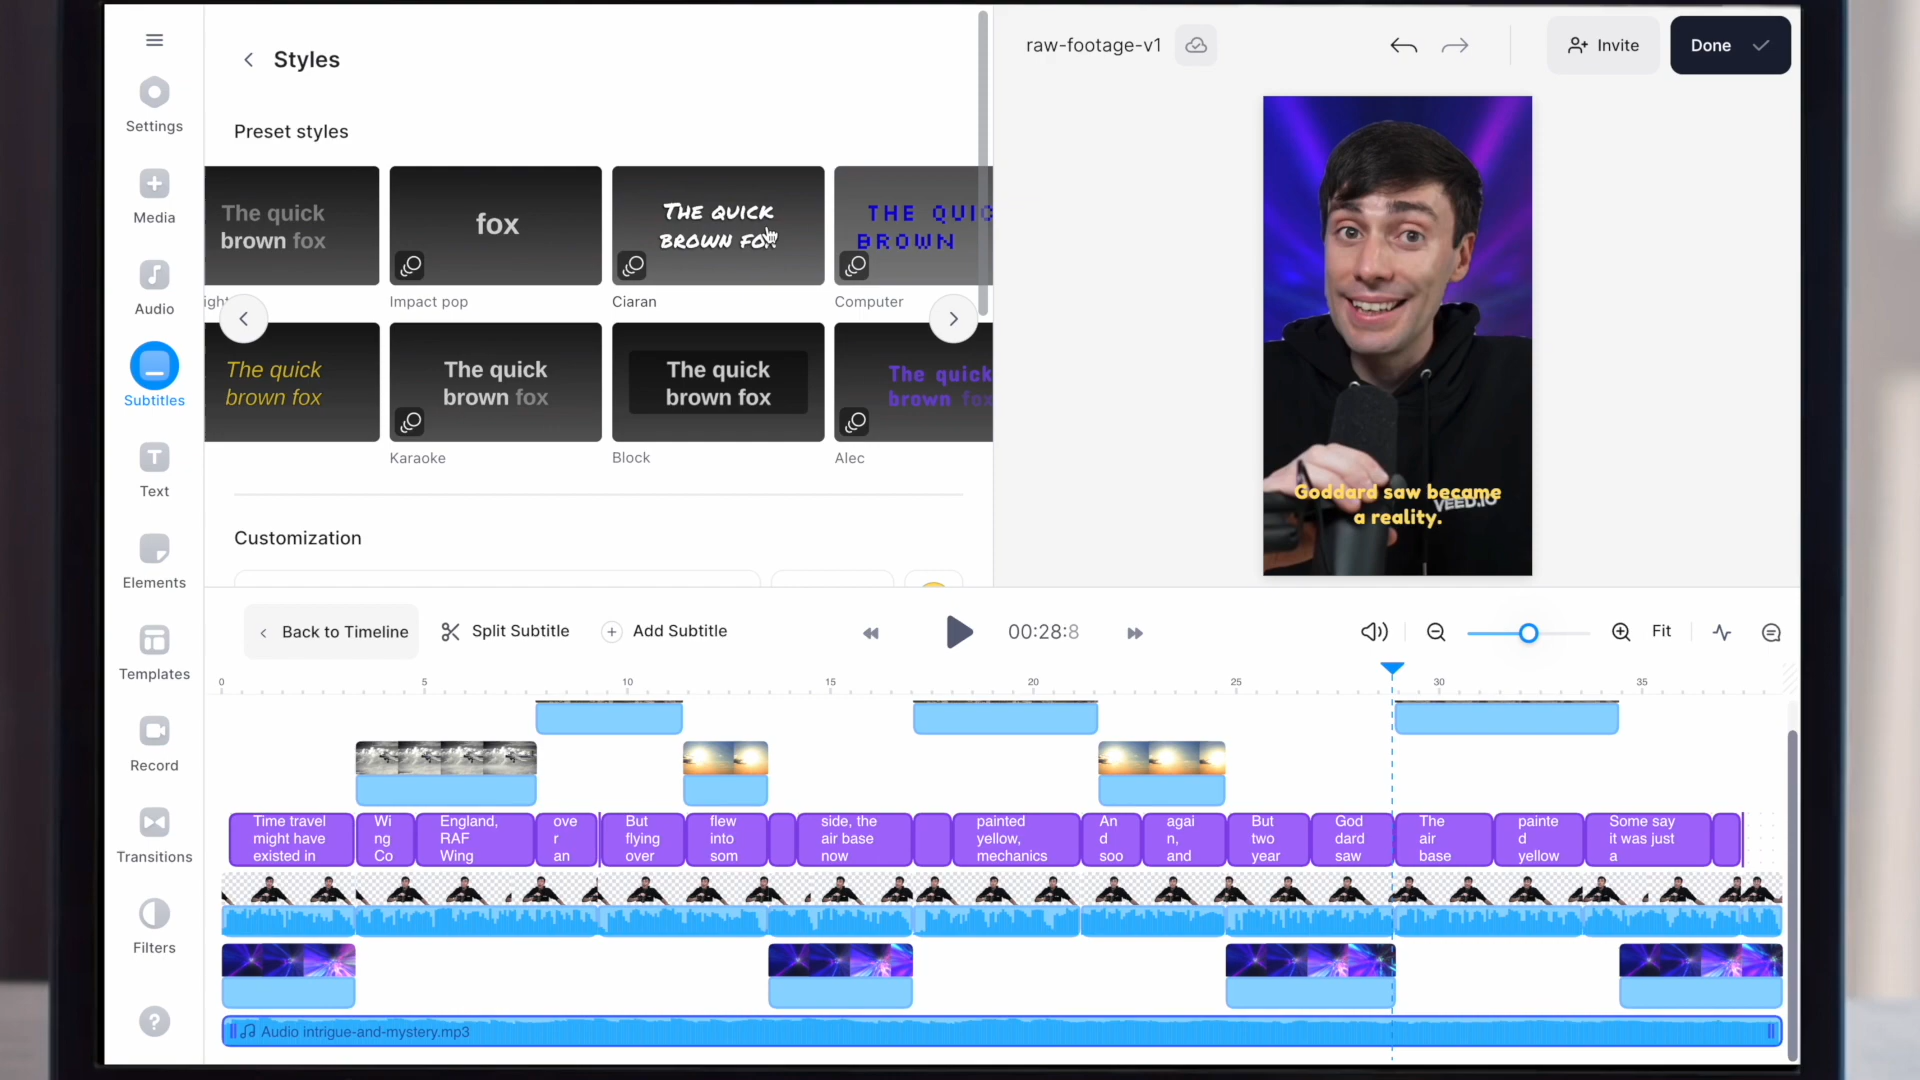 Styles
raw-footage-v1
Invite
Done
Settings
Media
Audio
Subtitles
Text
Elements
Templates
Record
Transitions
Filters
?
Preset styles
The quick
brown fox
fox
THE QUICK
BROWN FOX
THE QUIC
BROWN
ight
Impact pop
Ciaran
Computer
The quick
brown fox
The quick
brown fox
The quick
brown fox
The quick
brown fox
Karaoke
Block
Alec
Customization
Goddard saw became
a reality.
VEED.IO
Back to Timeline
Split Subtitle
Add Subtitle
00:28:8
Fit
0
5
10
15
20
25
30
35
Time travel
might have
existed in
Wi
ng
Co
England,
RAF
Wing
ove
r
an
But
flying
over
flew
into
som
side, the
air base
now
painted
yellow,
mechanics
An
d
soo
agai
n,
and
But
two
year
God
dard
saw
The
air
base
painte
d
yellow
Some say
it was just
a
Audio intrigue-and-mystery.mp3